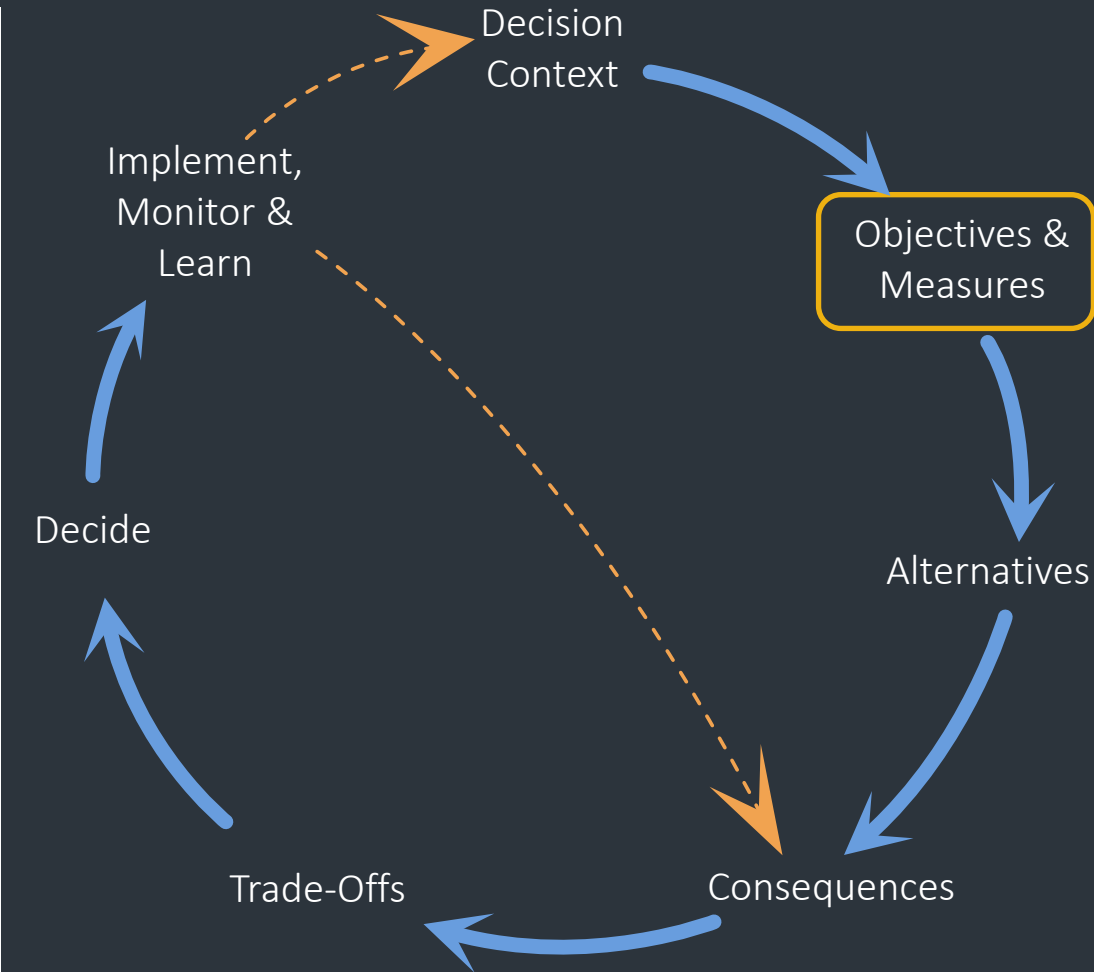 Decision
Context
Objectives &
Measures
Alternatives
Consequences
Trade-Offs
Decide
Implement,
Monitor &
Learn